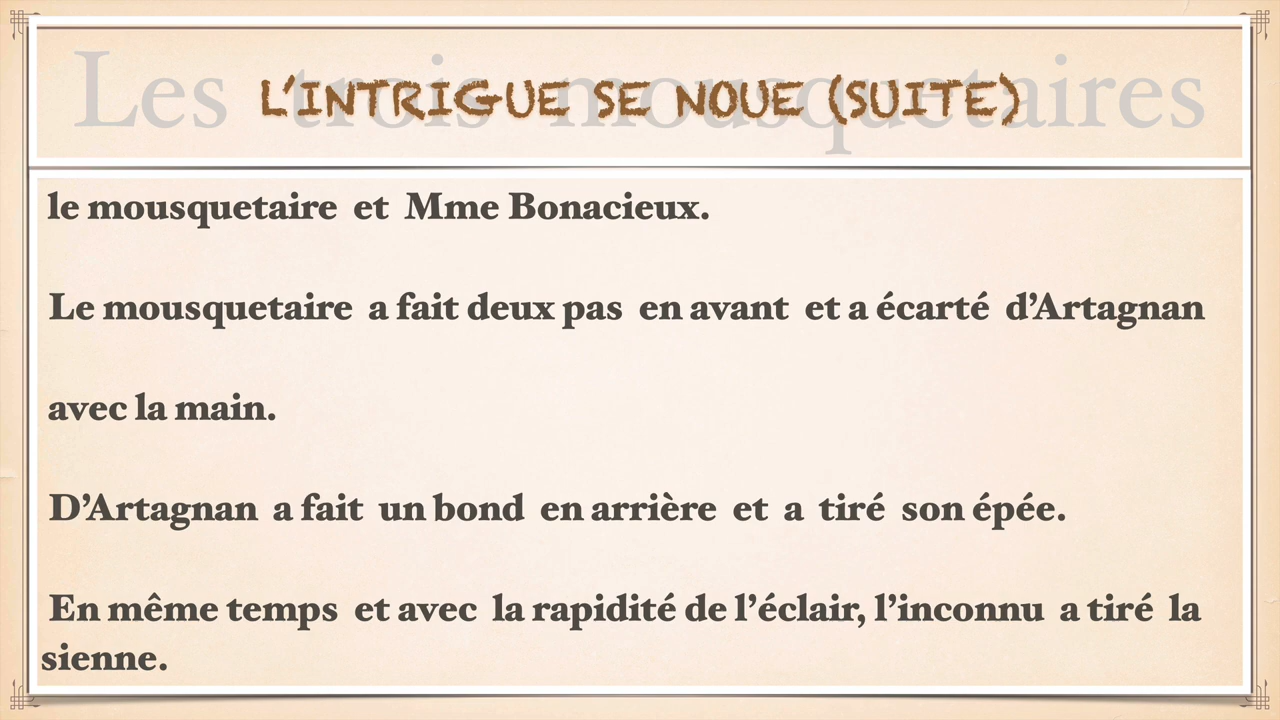 Les trois mousquetaires
L'INTRIGUE SE NOUE (SUITE)
le mousquetaire et Mme Bonacieux.
Le mousquetaire a fait deux pas en avant et a écarté d’Artagnan
avec la main.
D’Artagnan a fait un bond en arrière et a tiré son épée.
En même temps et avec la rapidité de l’éclair, l’inconnu a tiré la
sienne.